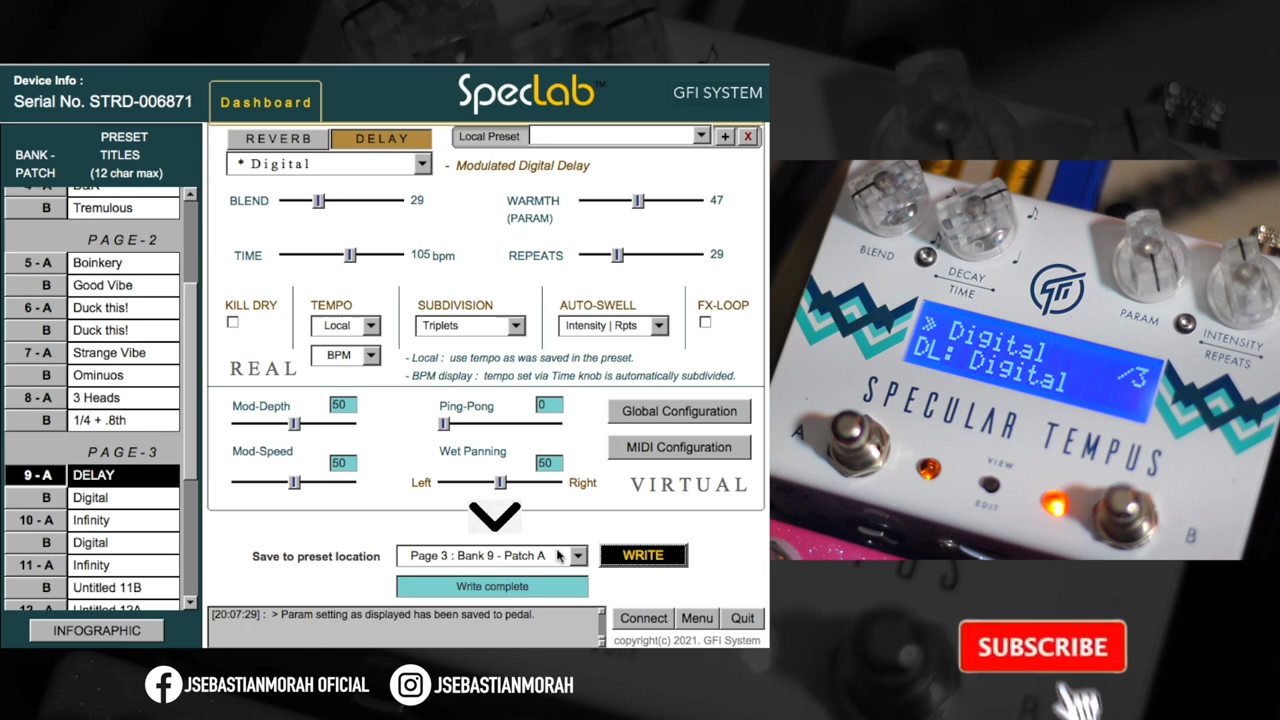 Device Info :
Serial No. STRD-006871
Dashboard
SpecLab™
GFI SYSTEM
BANK -
PATCH
PRESET
TITLES
(12 char max)
B Tremulous
PAGE-2
5 - A Boinkery
B Good Vibe
6 - A Duck this!
B Duck this!
7 - A Strange Vibe
B Ominuos
8 - A 3 Heads
B 1/4 + .8th
PAGE-3
9 - A DELAY
B Digital
10 - A Infinity
B Digital
11 - A Infinity
B Untitled 11B
12 - A Untitled 12A
INFOGRAPHIC
REVERB DELAY
Local Preset + X
* Digital
- Modulated Digital Delay
BLEND 29
WARMTH 47
(PARAM)
TIME 105 bpm
REPEATS 29
KILL DRY
TEMPO
SUBDIVISION
AUTO-SWELL
FX-LOOP
Local
Triplets
Intensity | Rpts
BPM
REAL
- Local : use tempo as was saved in the preset.
- BPM display : tempo set via Time knob is automatically subdivided.
Mod-Depth 50
Ping-Pong 0
Global Configuration
Mod-Speed 50
Wet Panning 50
MIDI Configuration
Left Right
VIRTUAL
Save to preset location
Page 3 : Bank 9 - Patch A
WRITE
Write complete
[20:07:29] : > Param setting as displayed has been saved to pedal.
Connect Menu Quit
copyright(c) 2021. GFI System
BLEND
DECAY
TIME
PARAM
INTENSITY
REPEATS
» Digital
DL: Digital /3
SPECULAR TEMPUS
A
VIEW
EDIT
B
SUBSCRIBE
JSEBASTIANMORAH OFICIAL
JSEBASTIANMORAH